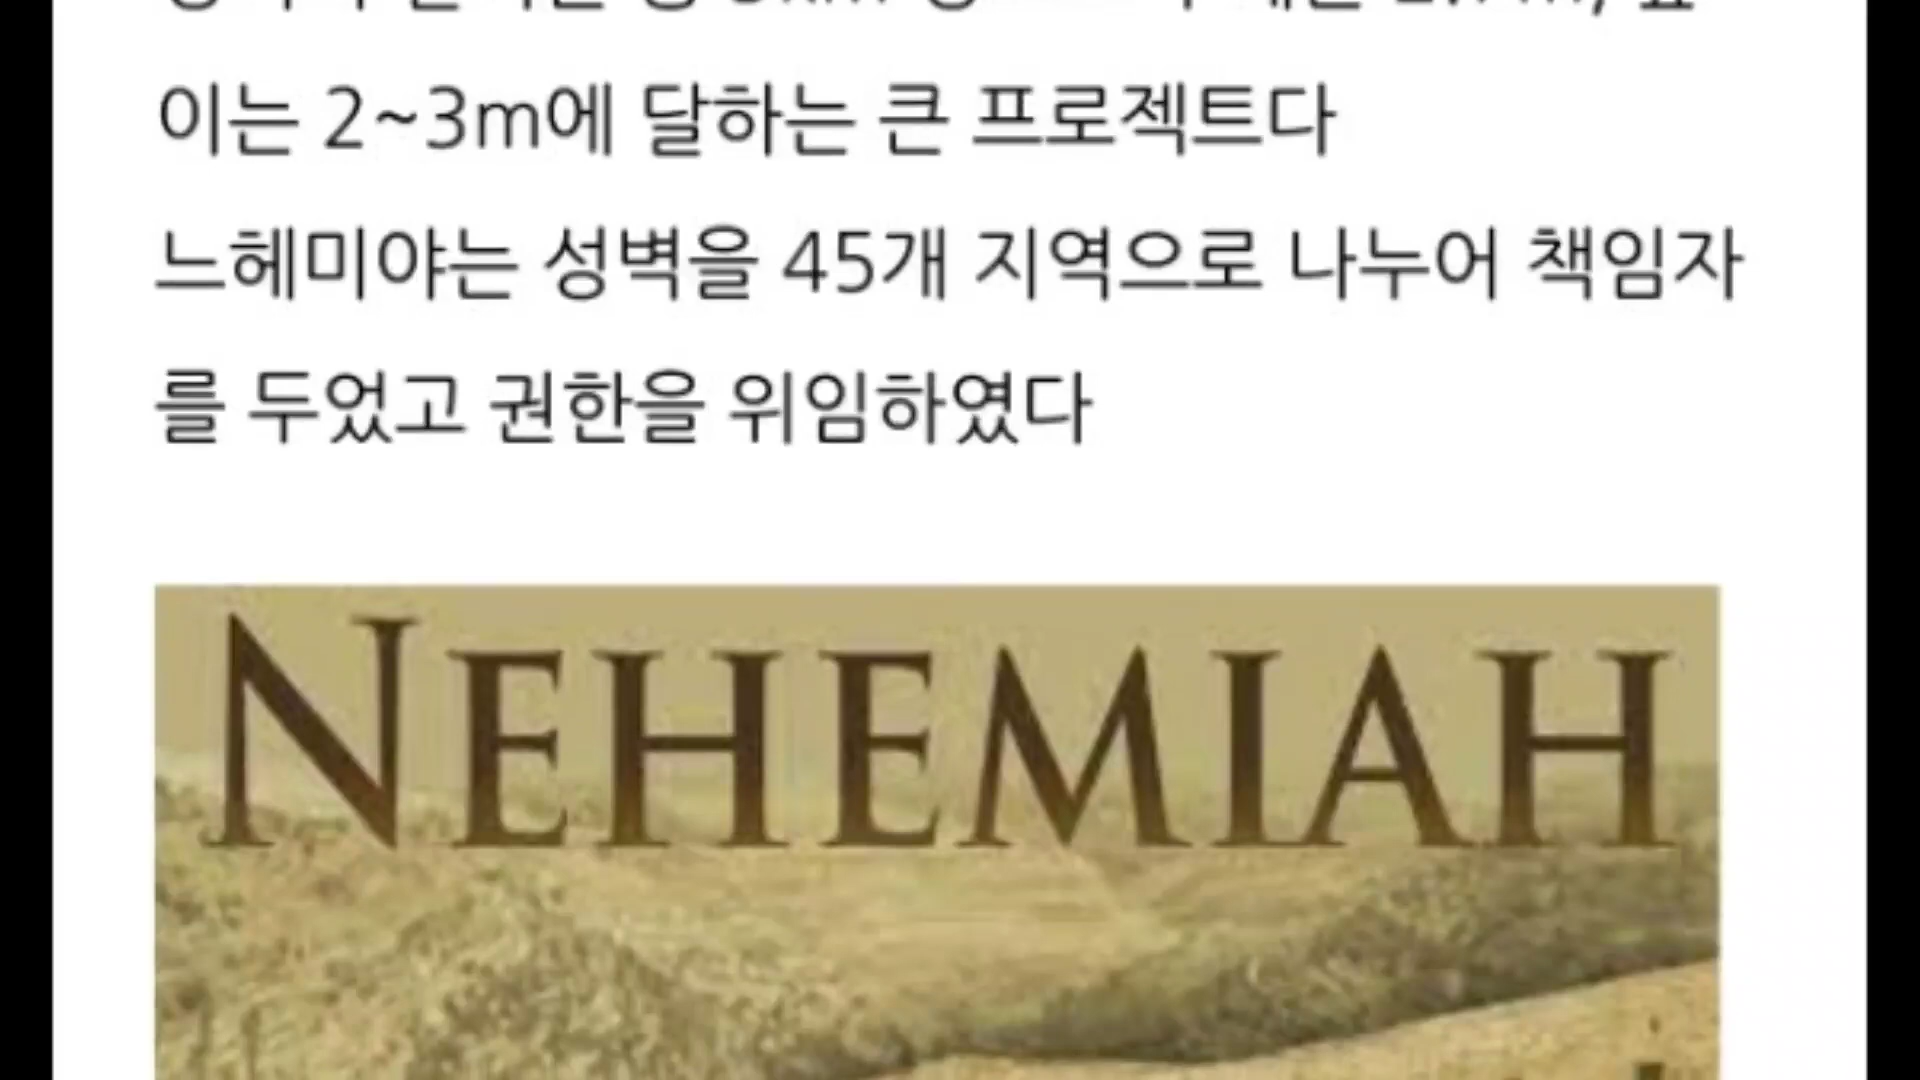 이는 2~3m에 달하는 큰 프로젝트다
느헤미야는 성벽을 45개 지역으로 나누어 책임자
를 두었고 권한을 위임하였다
NEHEMIAH